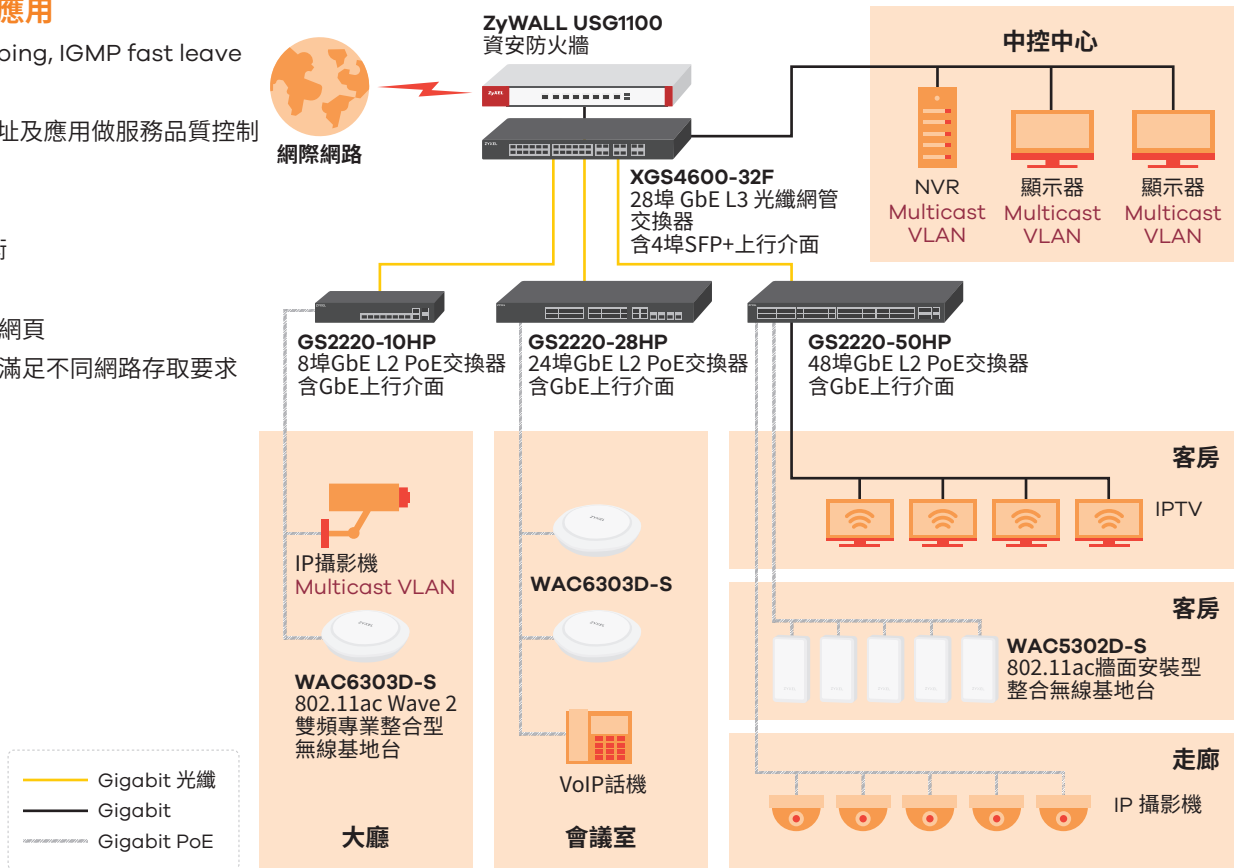 應用
ping, IGMP fast leave
址及應用做服務品質控制
網頁
滿足不同網路存取要求
ZyWALL USG1100
資安防火牆
ZyXEL
ZYXEL
網際網路
XGS4600-32F
28埠 GbE L3 光纖網管
交換器
含4埠SFP+上行介面
中控中心
NVR
Multicast
VLAN
顯示器
Multicast
VLAN
顯示器
Multicast
VLAN
GS2220-10HP
8埠GbE L2 PoE交換器
含GbE上行介面
GS2220-28HP
24埠GbE L2 PoE交換器
含GbE上行介面
GS2220-50HP
48埠GbE L2 PoE交換器
含GbE上行介面
IP攝影機
Multicast VLAN
WAC6303D-S
802.11ac Wave 2
雙頻專業整合型
無線基地台
大廳
WAC6303D-S
VoIP話機
會議室
客房
IPTV
客房
WAC5302D-S
802.11ac牆面安裝型
整合無線基地台
走廊
IP 攝影機
Gigabit 光纖
Gigabit
Gigabit PoE